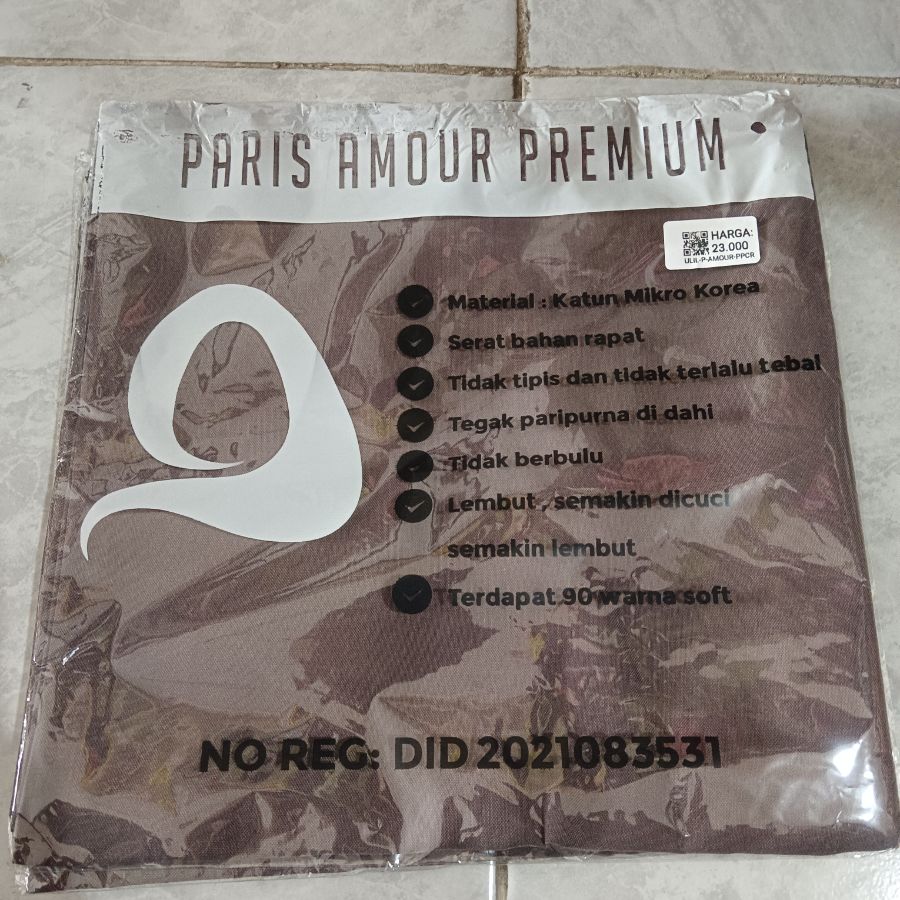 PARIS AMOUR PREMIUM
HARGA:
23.000
ULIL-P-AMOUR-PPCR
Material : Katun Mikro Korea
Serat bahan rapat
Tidak tipis dan tidak terlalu tebal
Tegak paripurna di dahi
Tidak berbulu
Lembut , semakin dicuci
semakin lembut
Terdapat 90 warna soft
NO REG: DID 2021083531